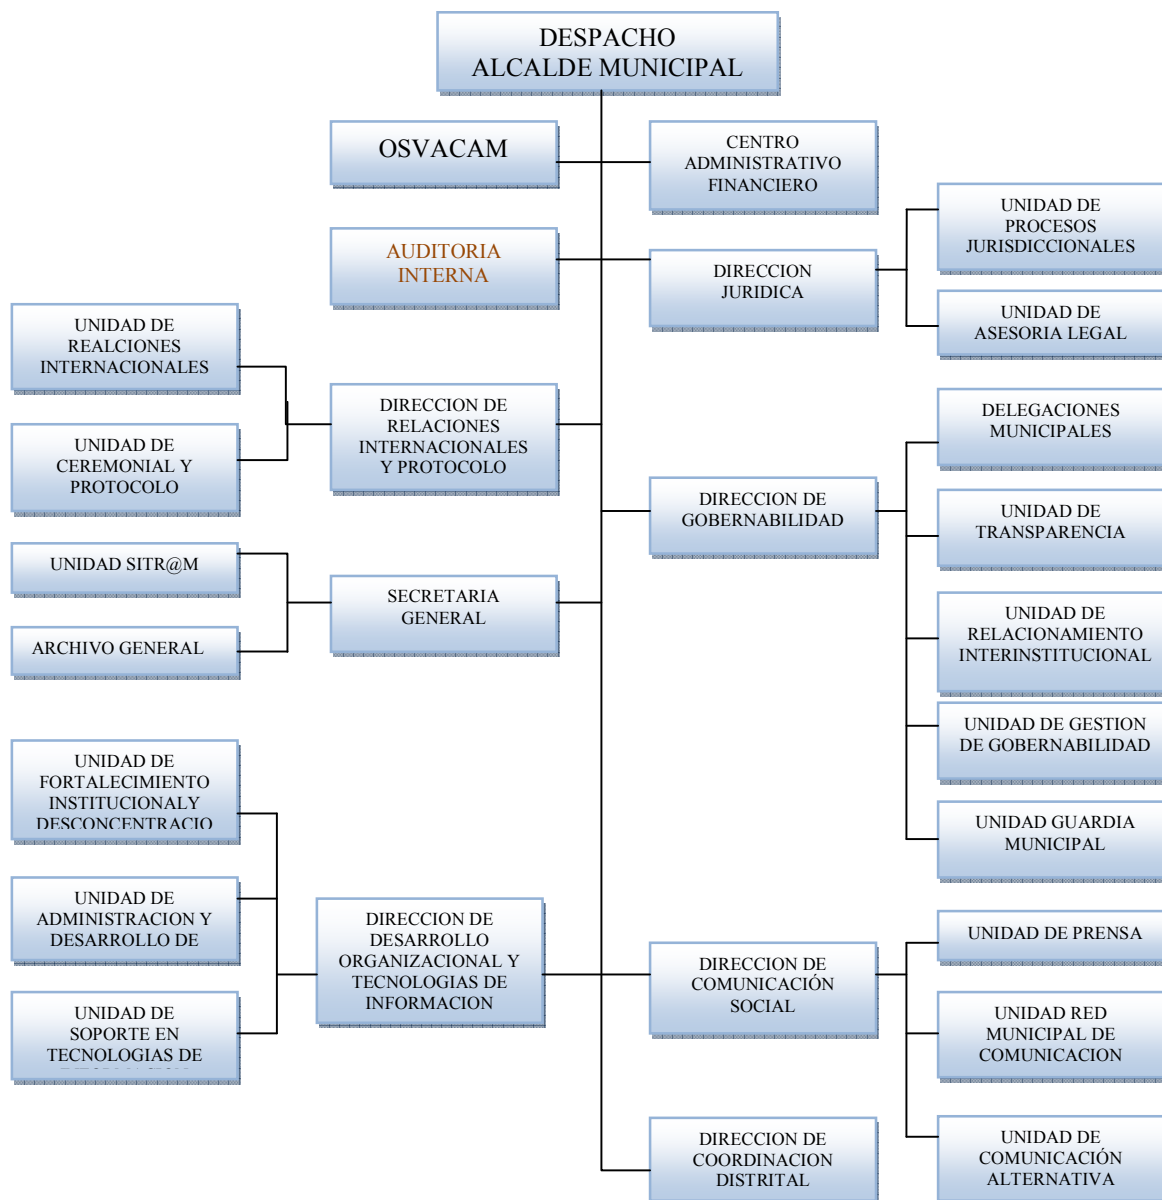 DESPACHO
ALCALDE MUNICIPAL
OSVACAM
CENTRO
ADMINISTRATIVO
FINANCIERO
AUDITORIA
INTERNA
DIRECCION
JURIDICA
UNIDAD DE
PROCESOS
JURISDICCIONALES
UNIDAD DE
ASESORIA LEGAL
UNIDAD DE
REALCIONES
INTERNACIONALES
UNIDAD DE
CEREMONIAL Y
PROTOCOLO
DIRECCION DE
RELACIONES
INTERNACIONALES
Y PROTOCOLO
DIRECCION DE
GOBERNABILIDAD
DELEGACIONES
MUNICIPALES
UNIDAD DE
TRANSPARENCIA
UNIDAD DE
RELACIONAMIENTO
INTERINSTITUCIONAL
UNIDAD DE GESTION
DE GOBERNABILIDAD
UNIDAD GUARDIA
MUNICIPAL
UNIDAD SITR@M
ARCHIVO GENERAL
SECRETARIA
GENERAL
UNIDAD DE
FORTALECIMIENTO
INSTITUCIONALY
DESCONCENTRACIO
UNIDAD DE
ADMINISTRACION Y
DESARROLLO DE
UNIDAD DE
SOPORTE EN
TECNOLOGIAS DE
DIRECCION DE
DESARROLLO
ORGANIZACIONAL Y
TECNOLOGIAS DE
INFORMACION
DIRECCION DE
COMUNICACIÓN
SOCIAL
UNIDAD DE PRENSA
UNIDAD RED
MUNICIPAL DE
COMUNICACION
UNIDAD DE
COMUNICACIÓN
ALTERNATIVA
DIRECCION DE
COORDINACION
DISTRITAL